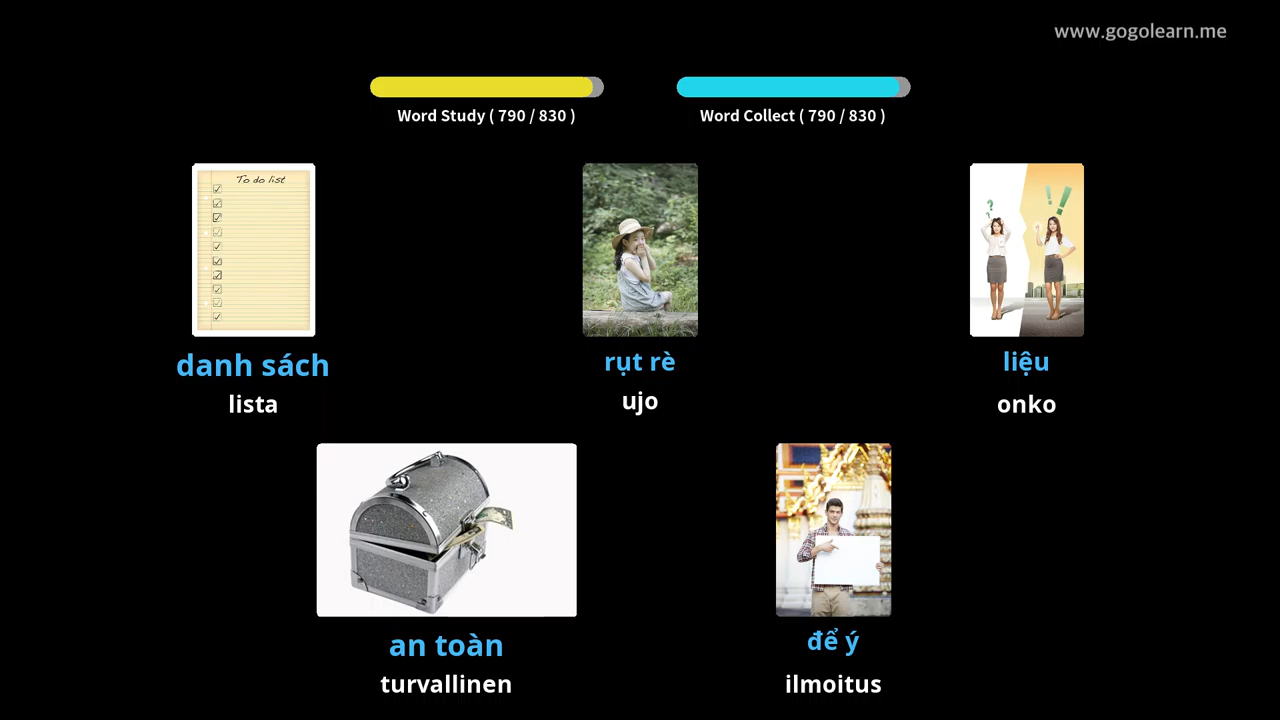 www.gogolearn.me
Word Study ( 790 / 830 )
Word Collect ( 790 / 830 )
To do list
danh sách
lista
rụt rè
ujo
liệu
onko
an toàn
turvallinen
để ý
ilmoitus